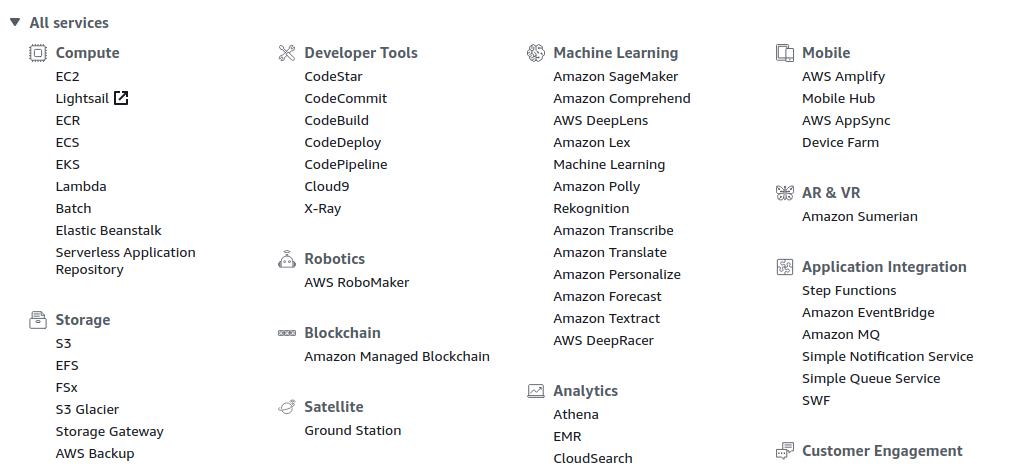 All services
Compute
EC2
Lightsail
ECR
ECS
EKS
Lambda
Batch
Elastic Beanstalk
Serverless Application
Repository
Storage
S3
EFS
FSx
S3 Glacier
Storage Gateway
AWS Backup
Developer Tools
CodeStar
CodeCommit
CodeBuild
CodeDeploy
CodePipeline
Cloud9
X-Ray
Robotics
AWS RoboMaker
Blockchain
Amazon Managed Blockchain
Satellite
Ground Station
Machine Learning
Amazon SageMaker
Amazon Comprehend
AWS DeepLens
Amazon Lex
Machine Learning
Amazon Polly
Rekognition
Amazon Transcribe
Amazon Translate
Amazon Personalize
Amazon Forecast
Amazon Textract
AWS DeepRacer
Analytics
Athena
EMR
CloudSearch
Mobile
AWS Amplify
Mobile Hub
AWS AppSync
Device Farm
AR & VR
Amazon Sumerian
Application Integration
Step Functions
Amazon EventBridge
Amazon MQ
Simple Notification Service
Simple Queue Service
SWF
Customer Engagement